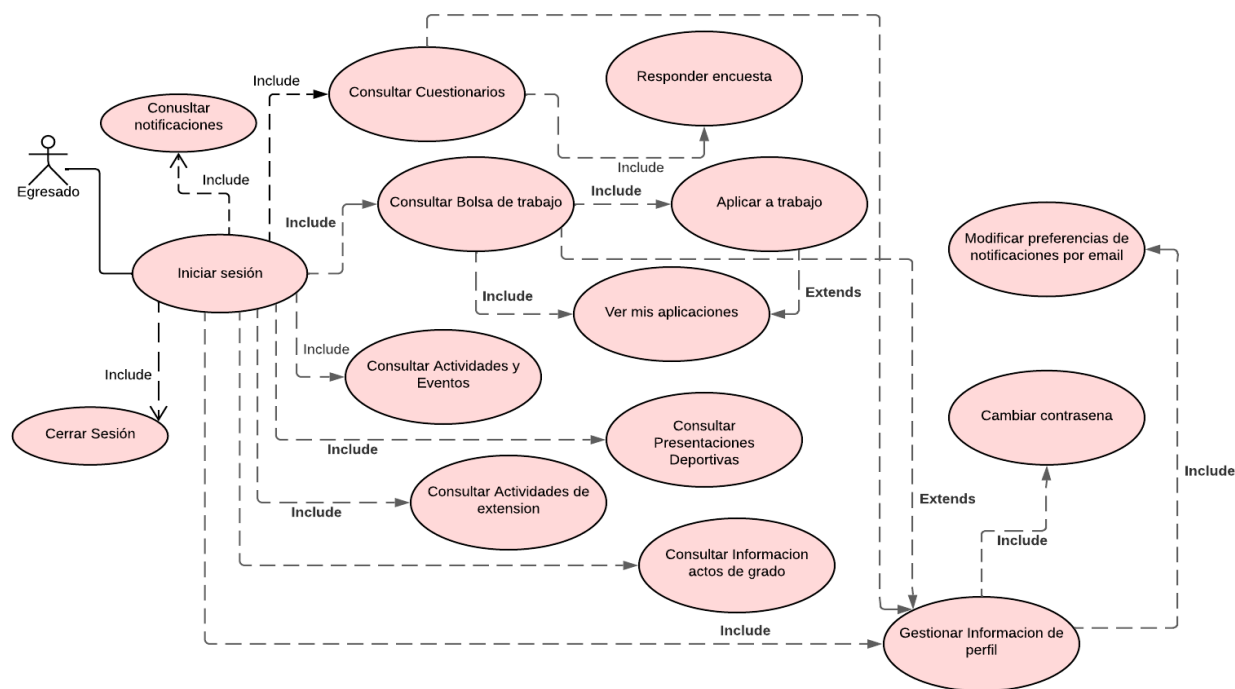 Include
Consultar Cuestionarios
Responder encuesta
Conusltar
notificaciones
Include
Include
Egresado
Include
Consultar Bolsa de trabajo
Include
Aplicar a trabajo
Modificar preferencias de
notificaciones por email
Iniciar sesión
Include
Extends
Ver mis aplicaciones
Include
Include
Consultar Actividades y
Eventos
Cerrar Sesión
Cambiar contrasena
Include
Consultar
Presentaciones
Deportivas
Include
Consultar Actividades de
extension
Include
Extends
Include
Consultar Informacion
actos de grado
Include
Gestionar Informacion de
perfil